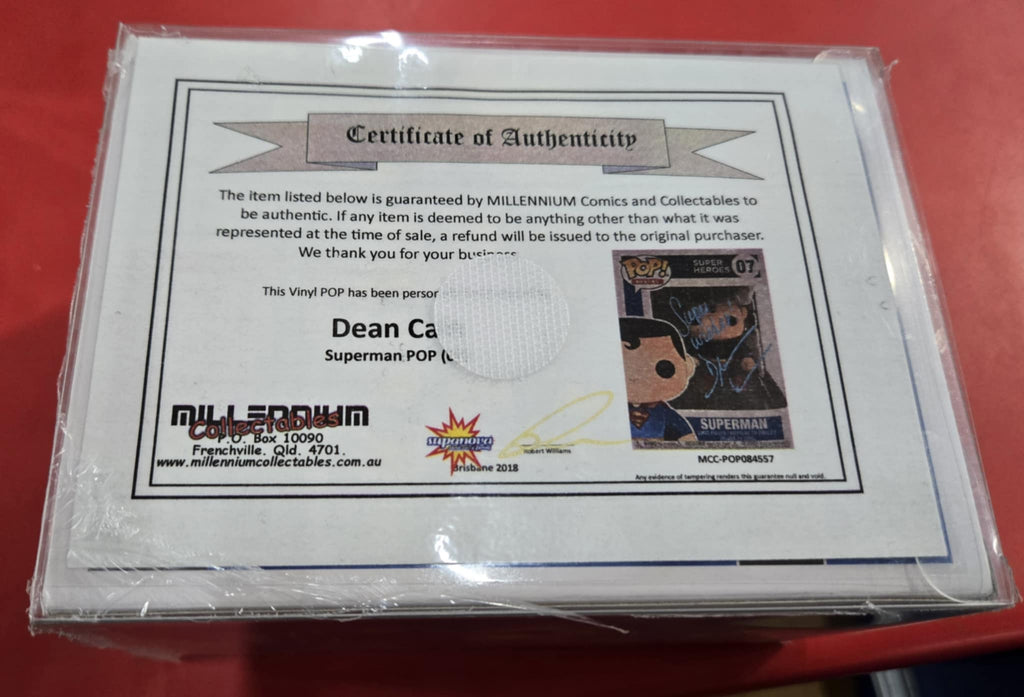 Certificate of Authenticity
The item listed below is guaranteed by MILLENNIUM Comics and Collectables to
be authentic. If any item is deemed to be anything other than what it was
represented at the time of sale, a refund will be issued to the original purchaser.
We thank you for your business
This Vinyl POP has been person
Dean Ca
Superman POP (
POP!
SUPER
HEROES
07
Super
wishes
SUPERMAN
MILLENNIUM
Collectables
P.O. Box 10090
Frenchville. Qld. 4701.
www.millenniumcollectables.com.au
supanova
Brisbane 2018
Robert Williams
MCC-POP084557
Any evidence of tampering renders this guarantee null and void.